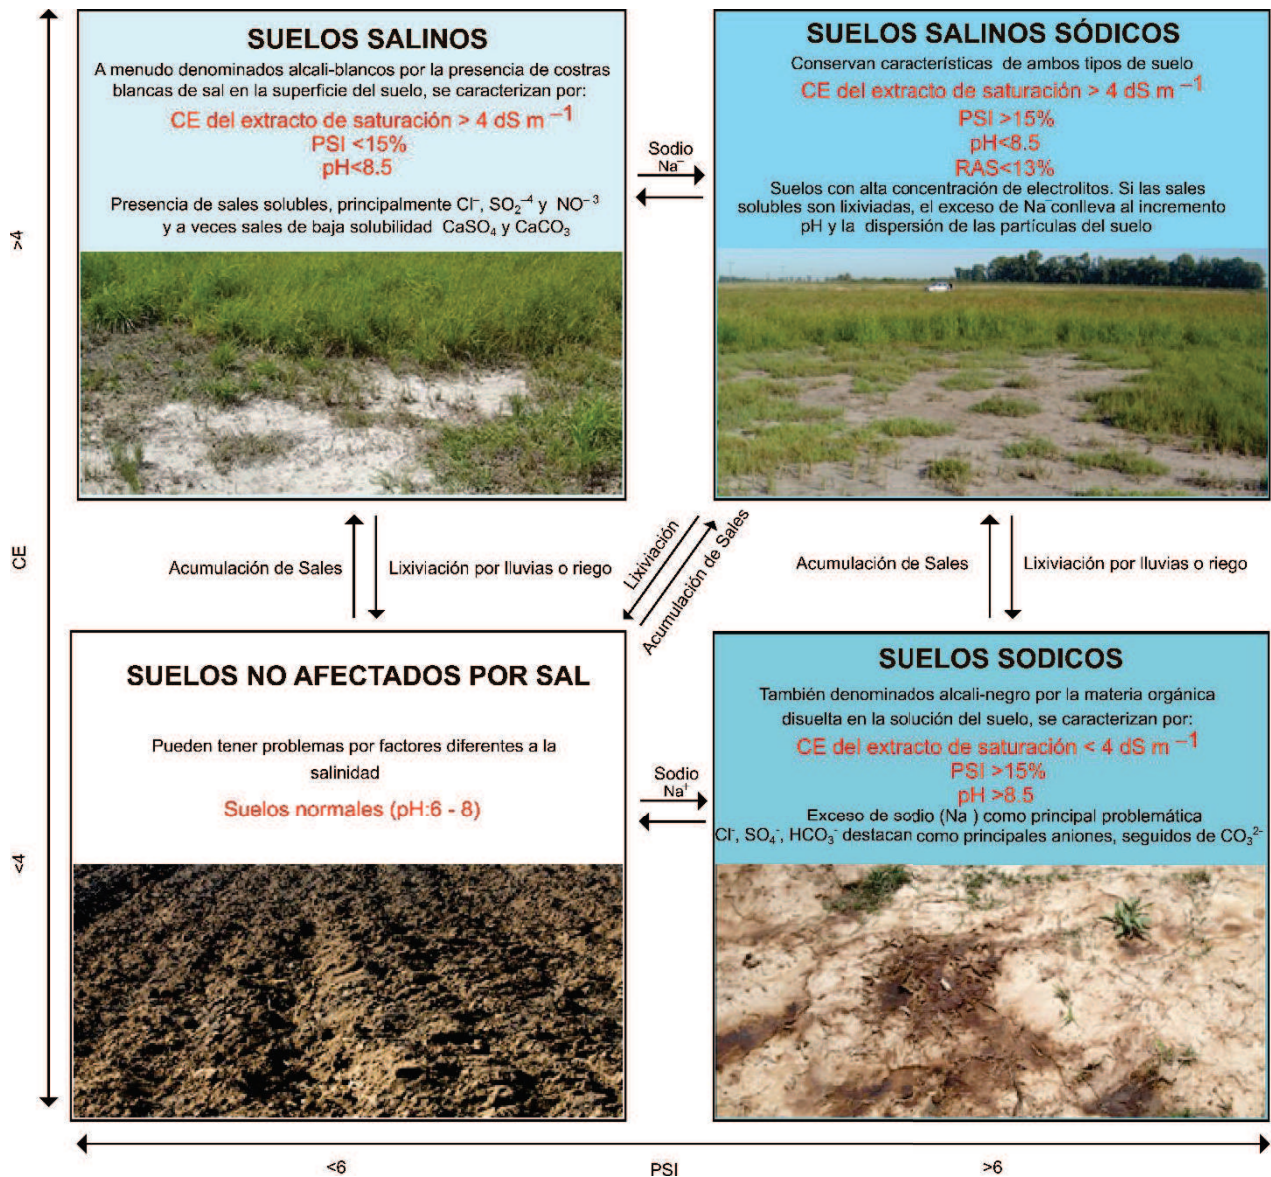 SUELOS SALINOS
A menudo denominados alcali-blancos por la presencia de costras
blancas de sal en la superficie del suelo, se caracterizan por:
CE del extracto de saturación > 4 dS m ⁻¹
PSI <15%
pH<8.5
Presencia de sales solubles, principalmente Cl⁻, SO₂⁻⁴ y NO⁻³
y a veces sales de baja solubilidad CaSO₄ y CaCO₃
Sodio
Na⁻
SUELOS SALINOS SÓDICOS
Conservan características de ambos tipos de suelo
CE del extracto de saturación > 4 dS m ⁻¹
PSI >15%
pH<8.5
RAS<13%
Suelos con alta concentración de electrolitos. Si las sales
solubles son lixiviadas, el exceso de Na⁻conlleva al incremento
pH y la dispersión de las partículas del suelo
>4
CE
<4
Acumulación de Sales
Lixiviación por lluvias o riego
Lixiviación
Acumulación de Sales
Acumulación de Sales
Lixiviación por lluvias o riego
SUELOS NO AFECTADOS POR SAL
Pueden tener problemas por factores diferentes a la
salinidad
Suelos normales (pH:6 - 8)
Sodio
Na⁺
SUELOS SODICOS
También denominados alcali-negro por la materia orgánica
disuelta en la solución del suelo, se caracterizan por:
CE del extracto de saturación < 4 dS m ⁻¹
PSI >15%
pH >8.5
Exceso de sodio (Na ) como principal problemática
Cl⁻, SO₄⁻, HCO₃⁻ destacan como principales aniones, seguidos de CO₃²⁻
<6
PSI
>6